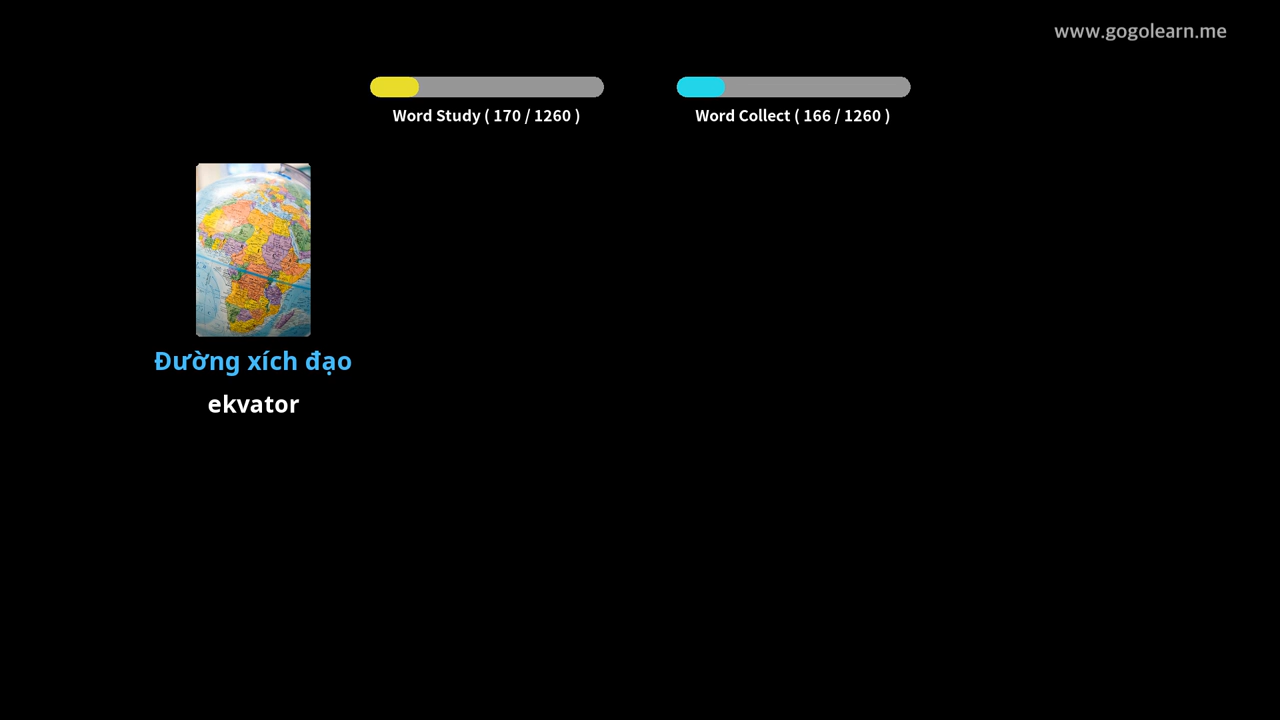 www.gogolearn.me
Word Study ( 170 / 1260 )
Word Collect ( 166 / 1260 )
Đường xích đạo
ekvator